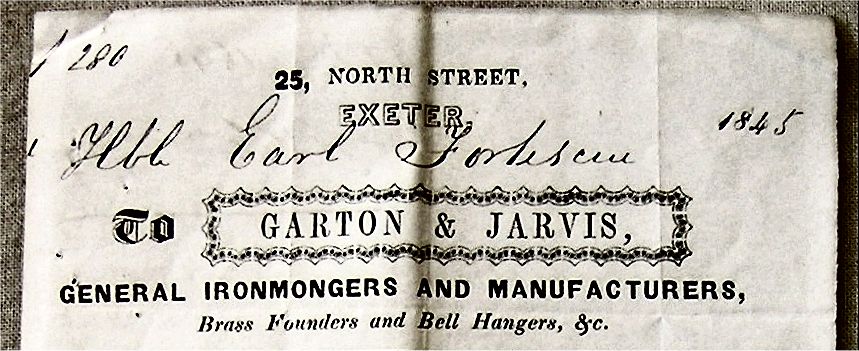 280
25, NORTH STREET,
EXETER, 1845
Hble Earl Fortescue
To GARTON & JARVIS,
GENERAL IRONMONGERS AND MANUFACTURERS,
Brass Founders and Bell Hangers, &c.